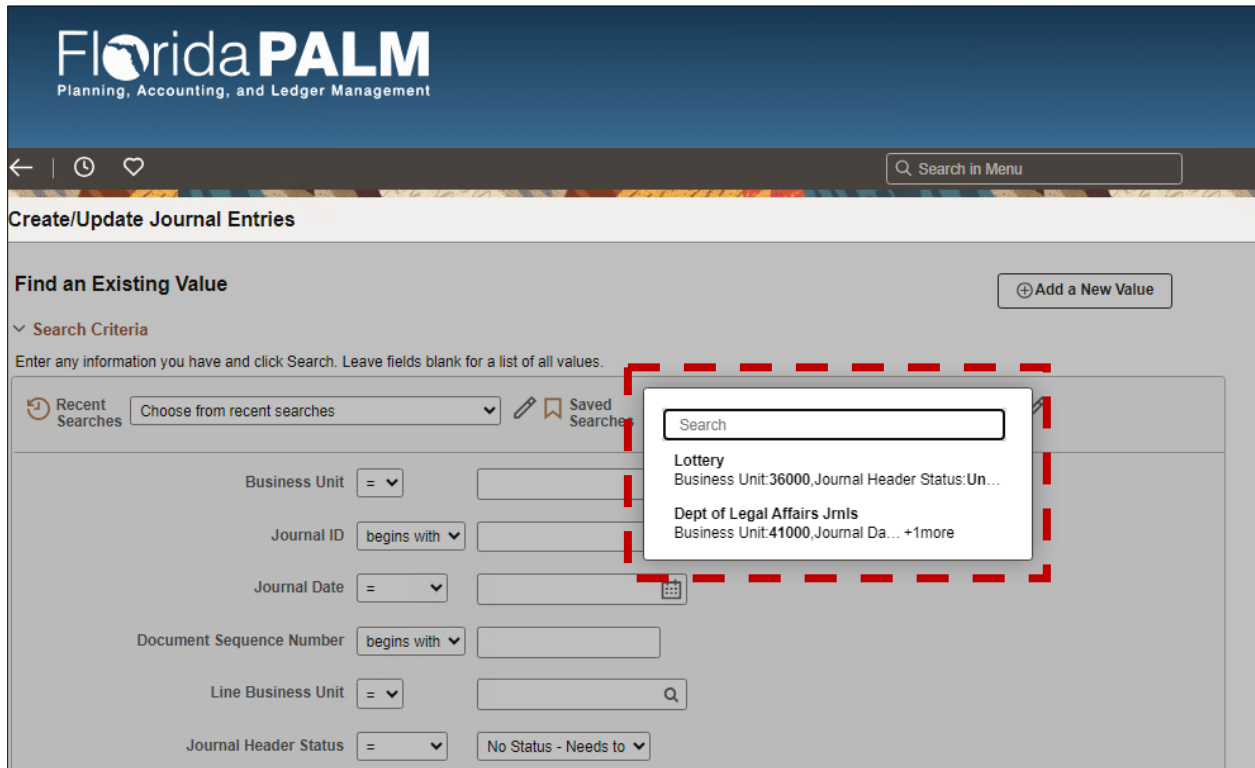 Florida PALM
Planning, Accounting, and Ledger Management
Search in Menu
Create/Update Journal Entries
Find an Existing Value
Add a New Value
Search Criteria
Enter any information you have and click Search. Leave fields blank for a list of all values.
Recent Searches
Choose from recent searches
Saved Searches
Search
Lottery
Business Unit:36000,Journal Header Status:Un...
Dept of Legal Affairs Jrnls
Business Unit:41000,Journal Da... +1more
Business Unit =
Journal ID begins with
Journal Date =
Document Sequence Number begins with
Line Business Unit =
Journal Header Status = No Status - Needs to